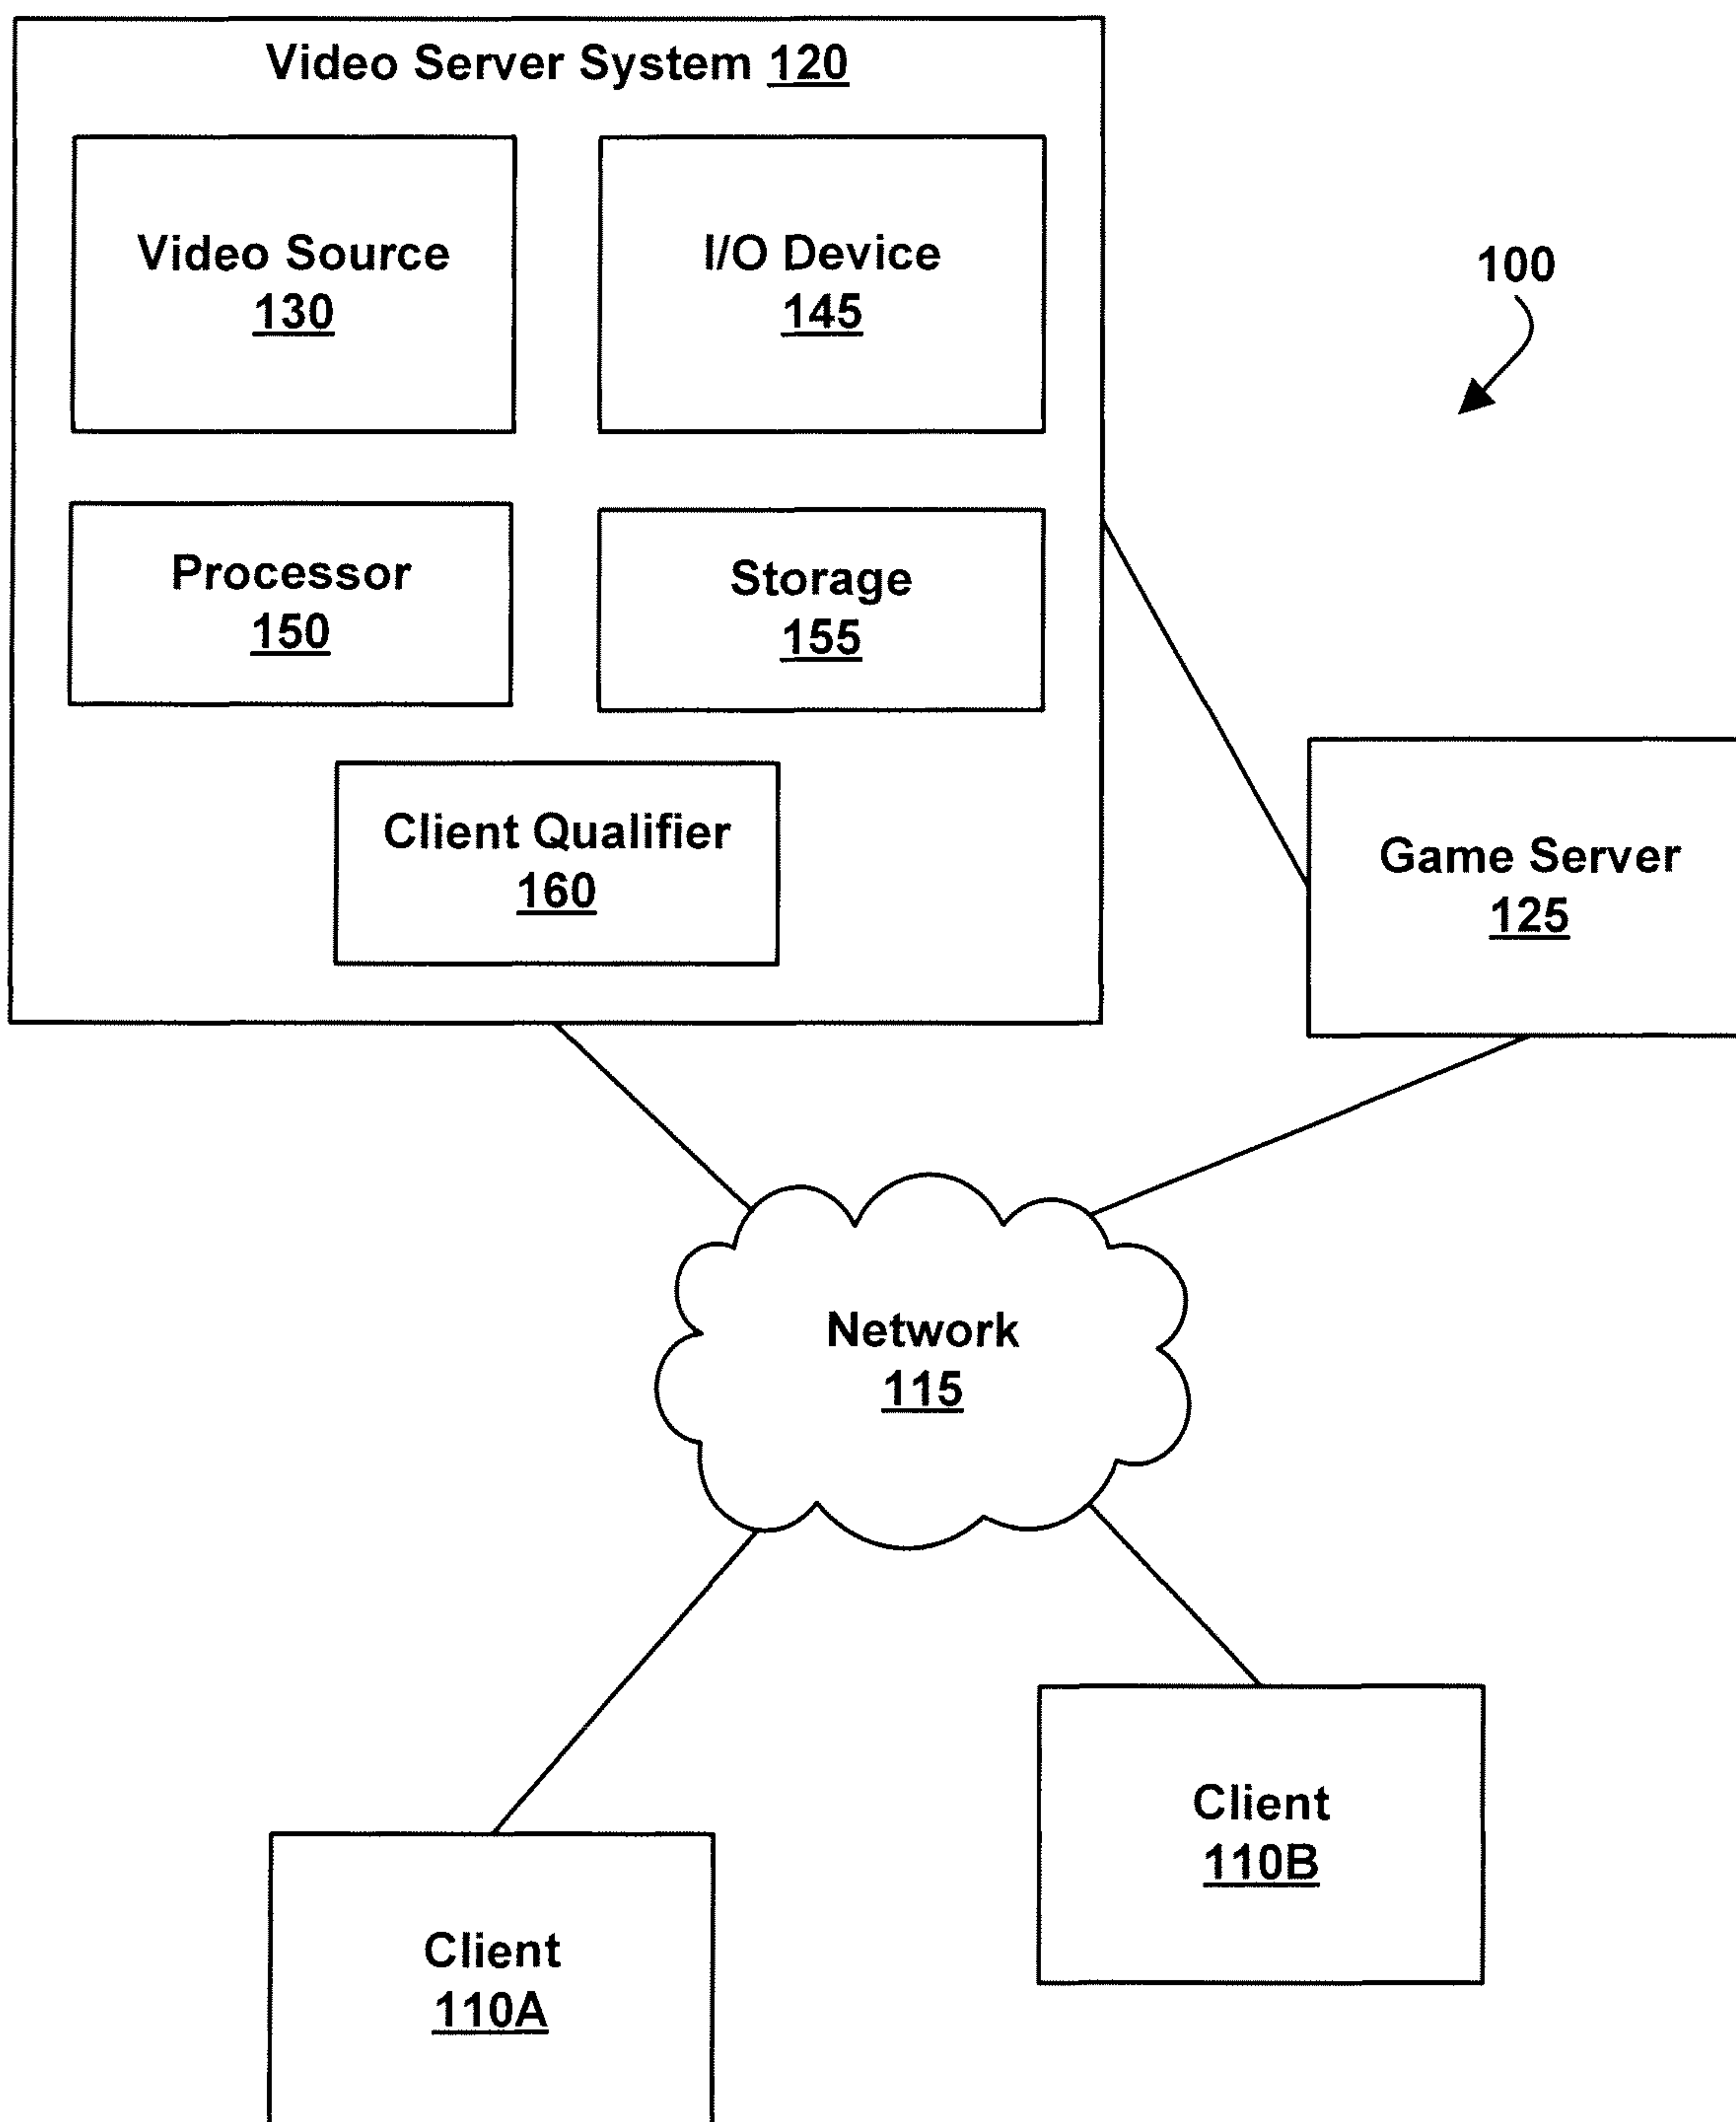 Video Server System 120
Video Source
130
I/O Device
145
100
Processor
150
Storage
155
Client Qualifier
160
Game Server
125
Network
115
Client
110B
Client
110A